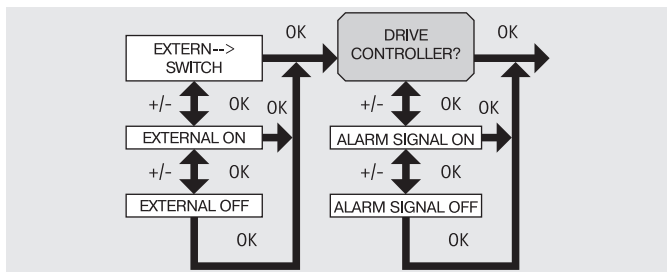 OK
OK
EXTERN-->
SWITCH
DRIVE
CONTROLLER?
+/-
OK
OK
+/-
OK
OK
EXTERNAL ON
ALARM SIGNAL ON
+/-
OK
+/-
OK
EXTERNAL OFF
ALARM SIGNAL OFF
OK
OK